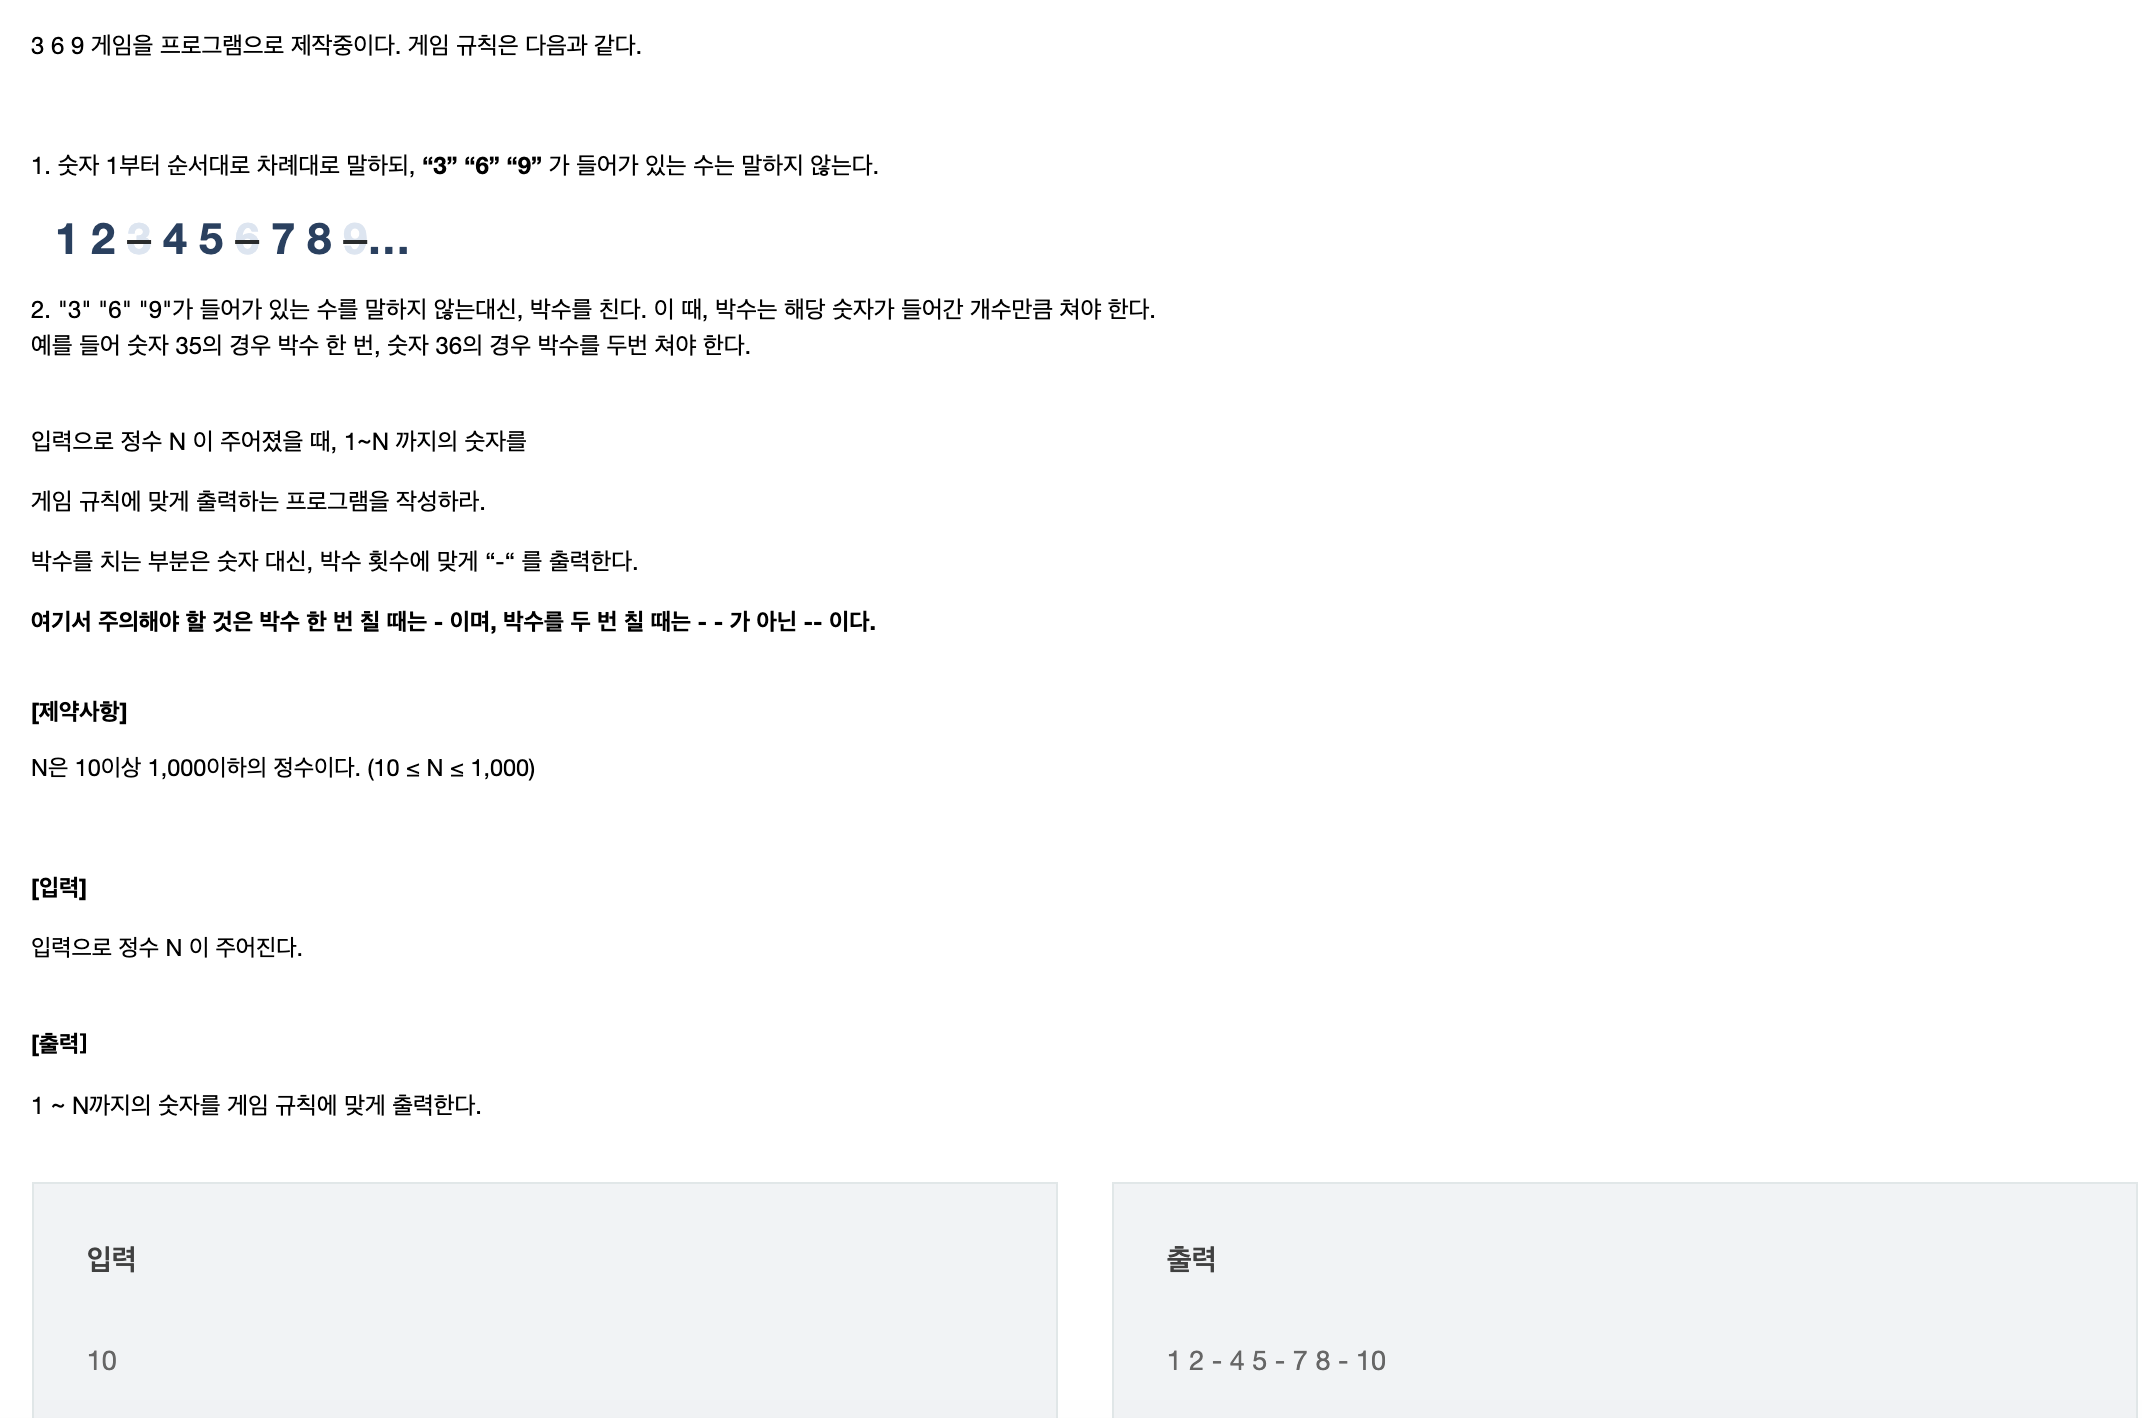 3 6 9 게임을 프로그램으로 제작중이다. 게임 규칙은 다음과 같다.
1. 숫자 1부터 순서대로 차례대로 말하되, “3” “6” “9” 가 들어가 있는 수는 말하지 않는다.
1 2 3 4 5 6 7 8 9...
2. "3" "6" "9"가 들어가 있는 수를 말하지 않는대신, 박수를 친다. 이 때, 박수는 해당 숫자가 들어간 개수만큼 쳐야 한다.
예를 들어 숫자 35의 경우 박수 한 번, 숫자 36의 경우 박수를 두번 쳐야 한다.
입력으로 정수 N 이 주어졌을 때, 1~N 까지의 숫자를
게임 규칙에 맞게 출력하는 프로그램을 작성하라.
박수를 치는 부분은 숫자 대신, 박수 횟수에 맞게 “-“ 를 출력한다.
여기서 주의해야 할 것은 박수 한 번 칠 때는 - 이며, 박수를 두 번 칠 때는 - - 가 아닌 -- 이다.
[제약사항]
N은 10이상 1,000이하의 정수이다. (10 ≤ N ≤ 1,000)
[입력]
입력으로 정수 N 이 주어진다.
[출력]
1 ~ N까지의 숫자를 게임 규칙에 맞게 출력한다.
입력
10
출력
1 2 - 4 5 - 7 8 - 10